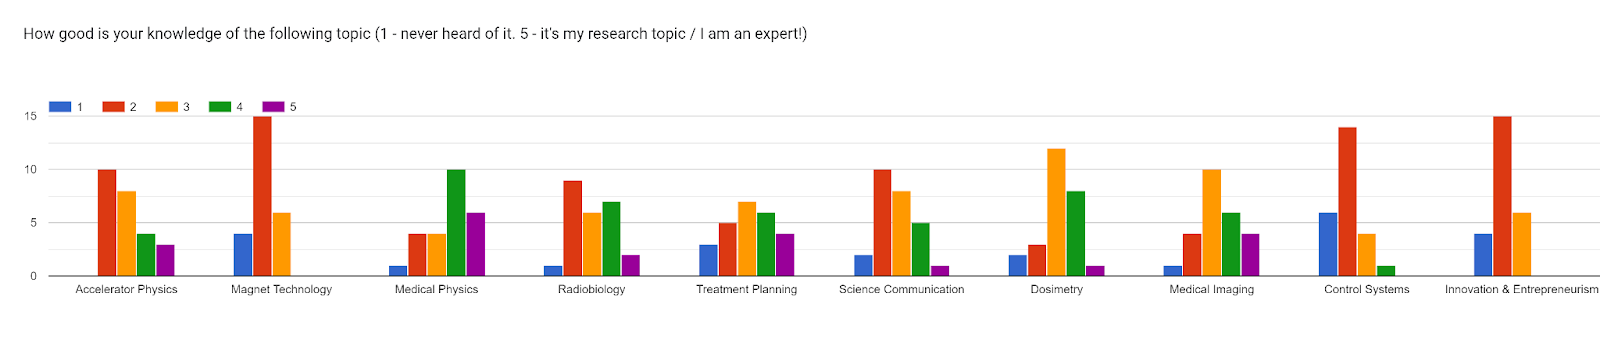 How good is your knowledge of the following topic (1 - never heard of it. 5 - it's my research topic / I am an expert!)
1 2 3 4 5
15
10
5
0
Accelerator Physics Magnet Technology Medical Physics Radiobiology Treatment Planning Science Communication Dosimetry Medical Imaging Control Systems Innovation & Entrepreneurism